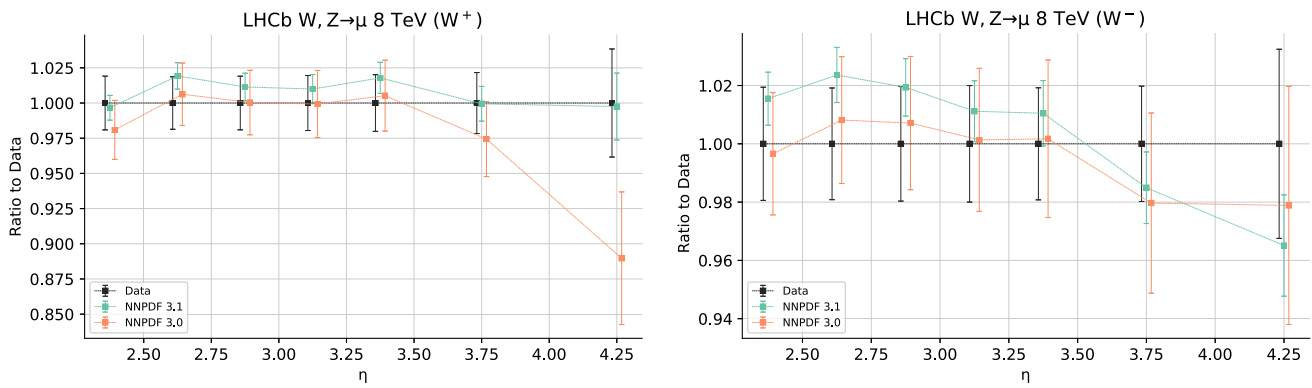 LHCb W, Z→μ 8 TeV (W⁺)
Ratio to Data
1.025
1.000
0.975
0.950
0.925
0.900
0.875
0.850
Data
NNPDF 3.1
NNPDF 3.0
2.50 2.75 3.00 3.25 3.50 3.75 4.00 4.25
η
LHCb W, Z→μ 8 TeV (W⁻)
Ratio to Data
1.02
1.00
0.98
0.96
0.94
Data
NNPDF 3.1
NNPDF 3.0
2.50 2.75 3.00 3.25 3.50 3.75 4.00 4.25
η